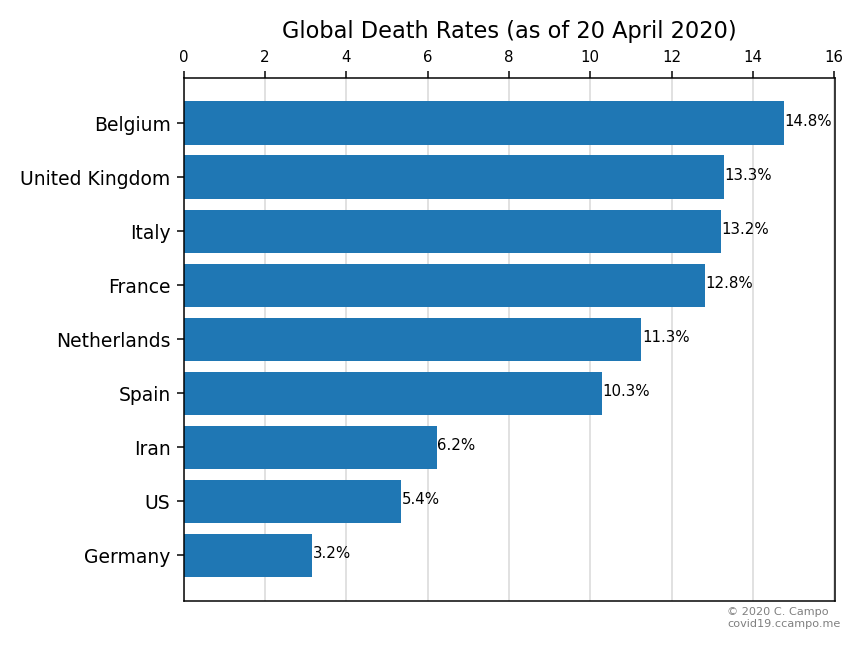 Global Death Rates (as of 20 April 2020)
0 2 4 6 8 10 12 14 16
Belgium 14.8%
United Kingdom 13.3%
Italy 13.2%
France 12.8%
Netherlands 11.3%
Spain 10.3%
Iran 6.2%
US 5.4%
Germany 3.2%
© 2020 C. Campo
covid19.ccampo.me